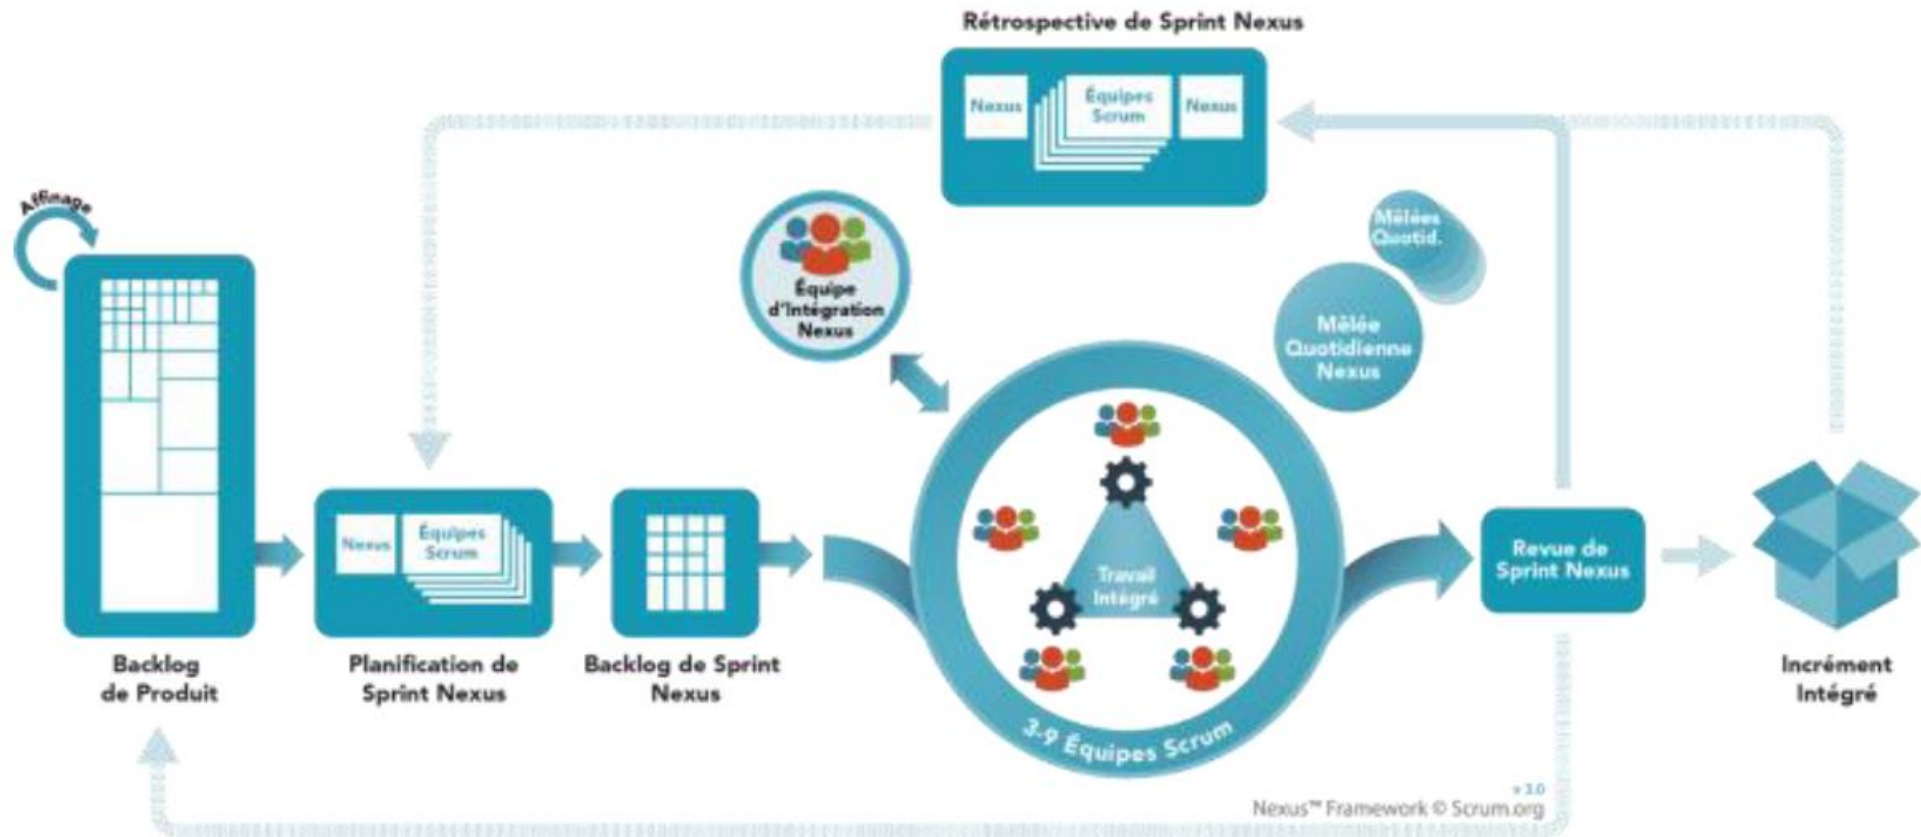 Rétrospective de Sprint Nexus
Nexus
Équipes
Scrum
Nexus
Affinage
Mêlées
Quotid.
Équipe
d'Intégration
Nexus
Mêlée
Quotidienne
Nexus
Nexus
Équipes
Scrum
Travail
Intégré
Revue de
Sprint Nexus
Backlog
de Produit
Planification de
Sprint Nexus
Backlog de Sprint
Nexus
Incrément
Intégré
3-9 Équipes Scrum
Nexus™ Framework © Scrum.org